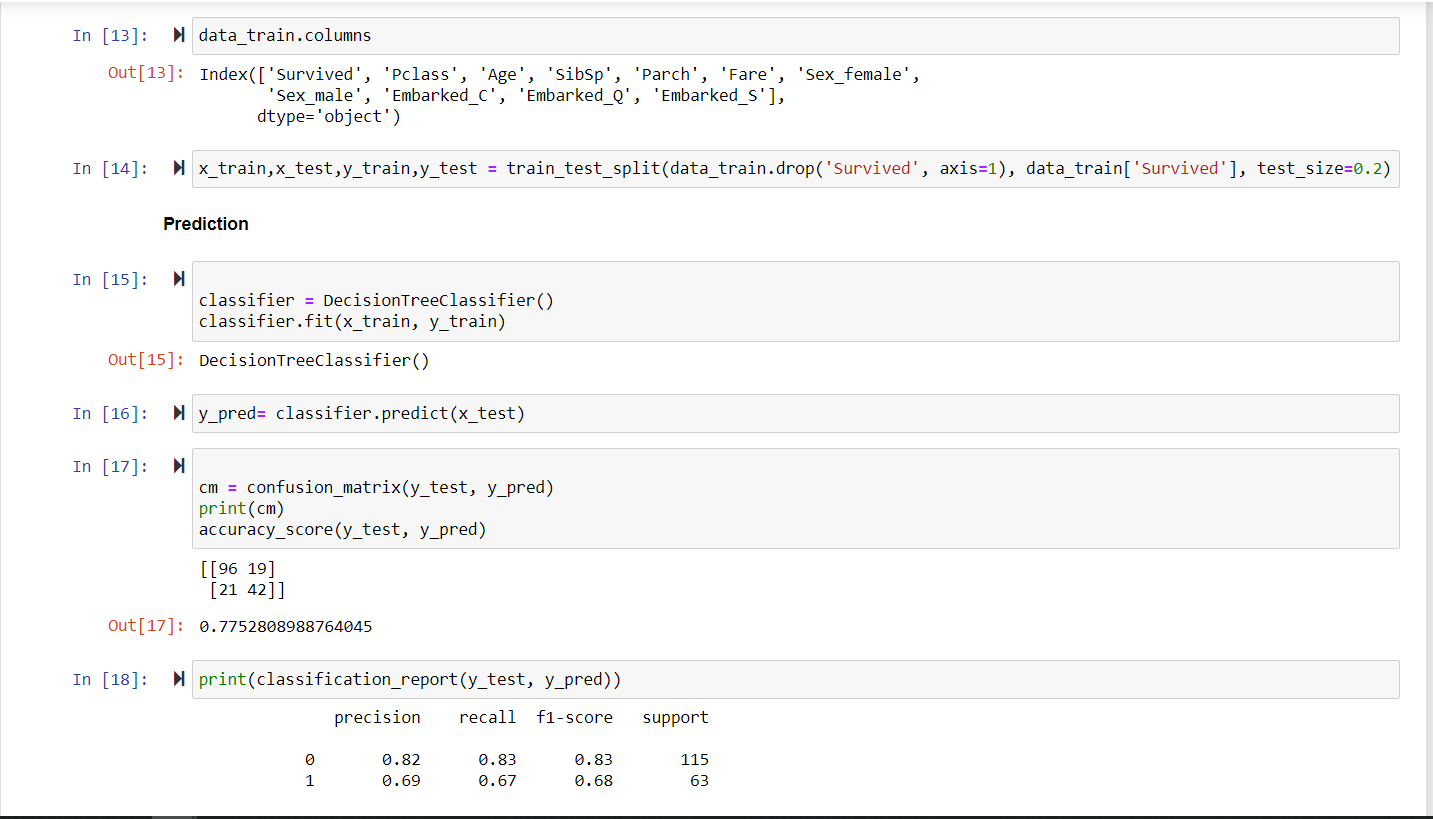 In [13]: data_train.columns
Out[13]: Index(['Survived', 'Pclass', 'Age', 'SibSp', 'Parch', 'Fare', 'Sex_female',
'Sex_male', 'Embarked_C', 'Embarked_Q', 'Embarked_S'],
dtype='object')
In [14]: x_train,x_test,y_train,y_test = train_test_split(data_train.drop('Survived', axis=1), data_train['Survived'], test_size=0.2)
Prediction
In [15]:
classifier = DecisionTreeClassifier()
classifier.fit(x_train, y_train)
Out[15]: DecisionTreeClassifier()
In [16]: y_pred= classifier.predict(x_test)
In [17]:
cm = confusion_matrix(y_test, y_pred)
print(cm)
accuracy_score(y_test, y_pred)
[[96 19]
[21 42]]
Out[17]: 0.7752808988764045
In [18]: print(classification_report(y_test, y_pred))
precision recall f1-score support
0 0.82 0.83 0.83 115
1 0.69 0.67 0.68 63